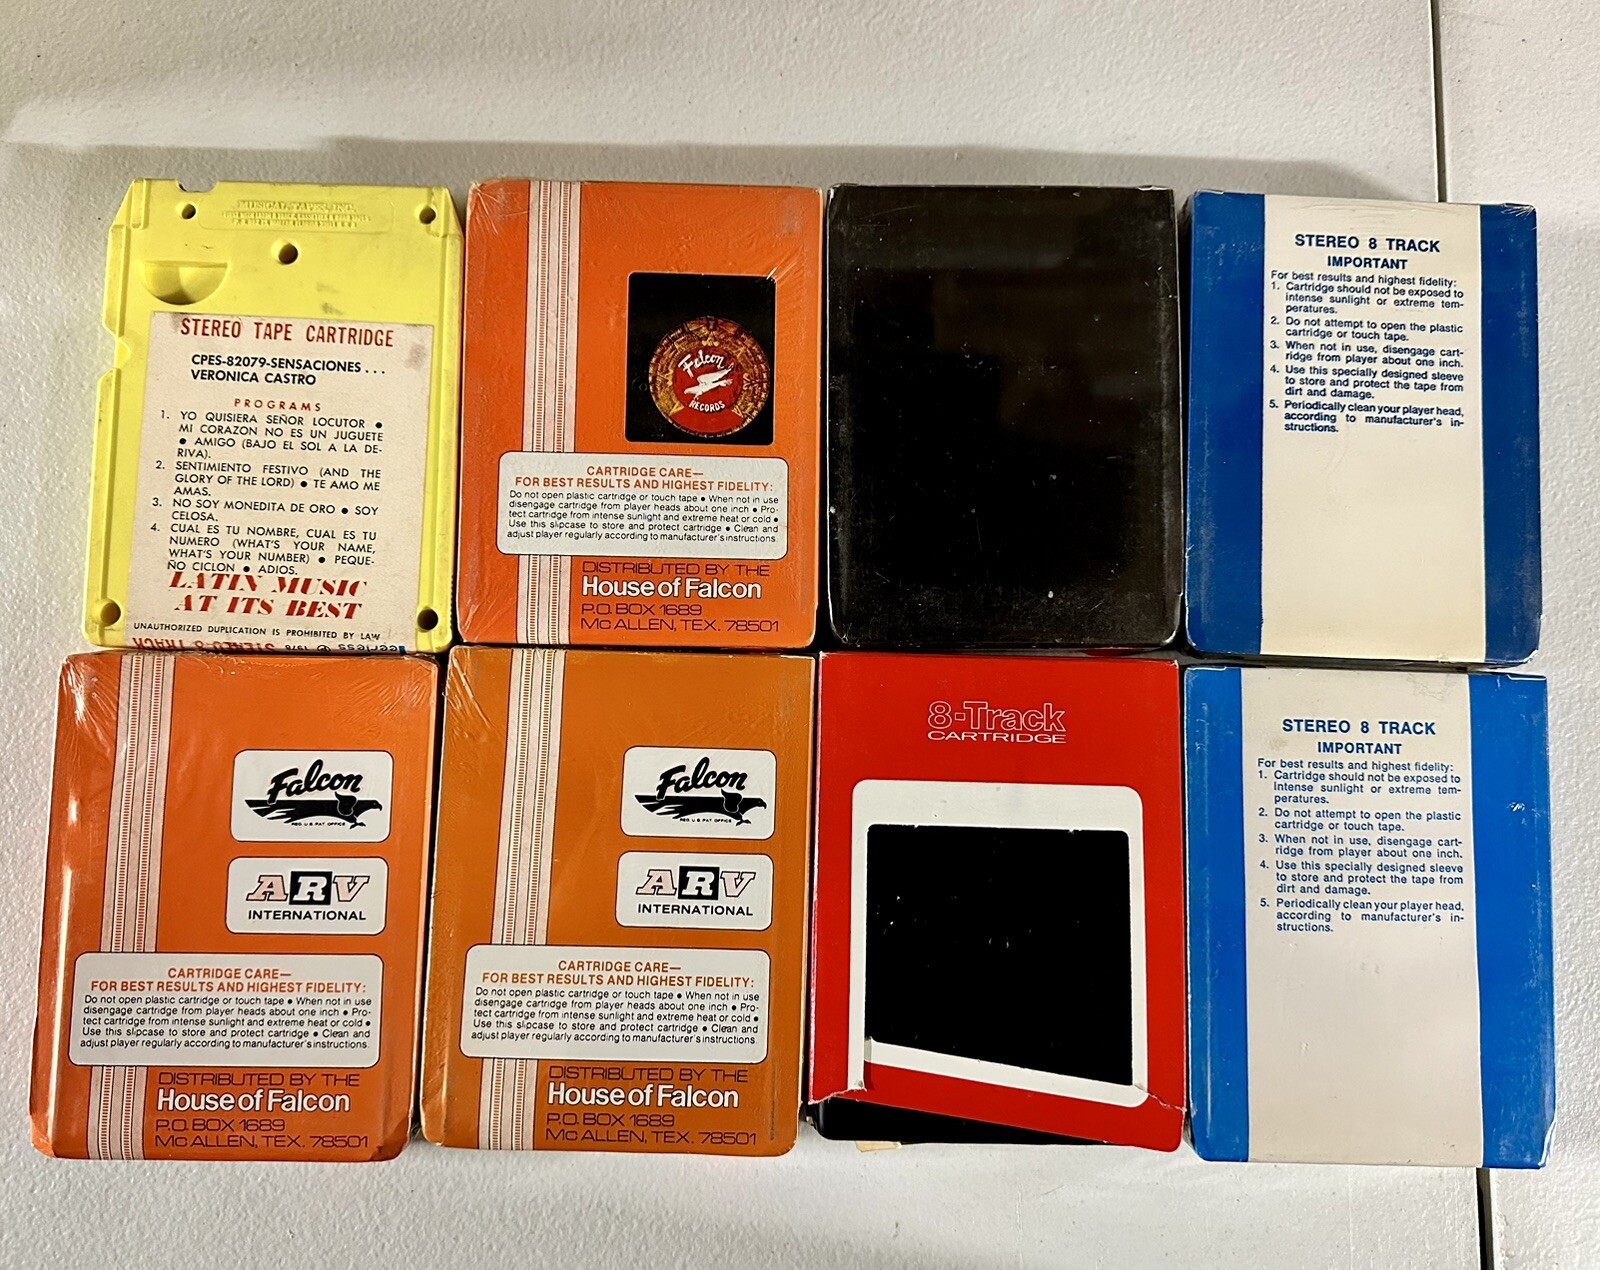 MUSICAL TAPES, INC.
STEREO TAPE CARTRIDGE
CPES-82079-SENSACIONES . . .
VERONICA CASTRO
PROGRAMS
1. YO QUISIERA SEÑOR LOCUTOR •
MI CORAZON NO ES UN JUGUETE
• AMIGO (BAJO EL SOL A LA DE-
RIVA).
2. SENTIMIENTO FESTIVO (AND THE
GLORY OF THE LORD) • TE AMO ME
AMAS.
3. NO SOY MONEDITA DE ORO • SOY
CELOSA.
4. CUAL ES TU NOMBRE, CUAL ES TU
NUMERO (WHAT'S YOUR NAME,
WHAT'S YOUR NUMBER) • PEQUE-
ÑO CICLON • ADIOS.
LATIN MUSIC
AT ITS BEST
UNAUTHORIZED DUPLICATION IS PROHIBITED BY LAW
Peerless Ⓟ 1978 STEREO-8 TRACK
Falcon
RECORDS
CARTRIDGE CARE—
FOR BEST RESULTS AND HIGHEST FIDELITY:
Do not open plastic cartridge or touch tape • When not in use
disengage cartridge from player heads about one inch • Pro-
tect cartridge from intense sunlight and extreme heat or cold •
Use this slipcase to store and protect cartridge • Clean and
adjust player regularly according to manufacturer's instructions.
DISTRIBUTED BY THE
House of Falcon
P.O. BOX 1689
Mc ALLEN, TEX. 78501
STEREO 8 TRACK
IMPORTANT
For best results and highest fidelity:
1. Cartridge should not be exposed to
intense sunlight or extreme tem-
peratures.
2. Do not attempt to open the plastic
cartridge or touch tape.
3. When not in use, disengage cart-
ridge from player about one inch.
4. Use this specially designed sleeve
to store and protect the tape from
dirt and damage.
5. Periodically clean your player head,
according to manufacturer's in-
structions.
Falcon
REG. U.S. PAT. OFFICE
ARV
INTERNATIONAL
CARTRIDGE CARE—
FOR BEST RESULTS AND HIGHEST FIDELITY:
Do not open plastic cartridge or touch tape • When not in use
disengage cartridge from player heads about one inch • Pro-
tect cartridge from intense sunlight and extreme heat or cold •
Use this slipcase to store and protect cartridge • Clean and
adjust player regularly according to manufacturer's instructions.
DISTRIBUTED BY THE
House of Falcon
P.O. BOX 1689
Mc ALLEN, TEX. 78501
Falcon
REG. U.S. PAT. OFFICE
ARV
INTERNATIONAL
CARTRIDGE CARE—
FOR BEST RESULTS AND HIGHEST FIDELITY:
Do not open plastic cartridge or touch tape • When not in use
disengage cartridge from player heads about one inch • Pro-
tect cartridge from intense sunlight and extreme heat or cold •
Use this slipcase to store and protect cartridge • Clean and
adjust player regularly according to manufacturer's instructions.
DISTRIBUTED BY THE
House of Falcon
P.O. BOX 1689
Mc ALLEN, TEX. 78501
8-Track
CARTRIDGE
STEREO 8 TRACK
IMPORTANT
For best results and highest fidelity:
1. Cartridge should not be exposed to
intense sunlight or extreme tem-
peratures.
2. Do not attempt to open the plastic
cartridge or touch tape.
3. When not in use, disengage cart-
ridge from player about one inch.
4. Use this specially designed sleeve
to store and protect the tape from
dirt and damage.
5. Periodically clean your player head,
according to manufacturer's in-
structions.